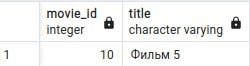 movie_id
integer
title
character varying
1
10
Фильм 5